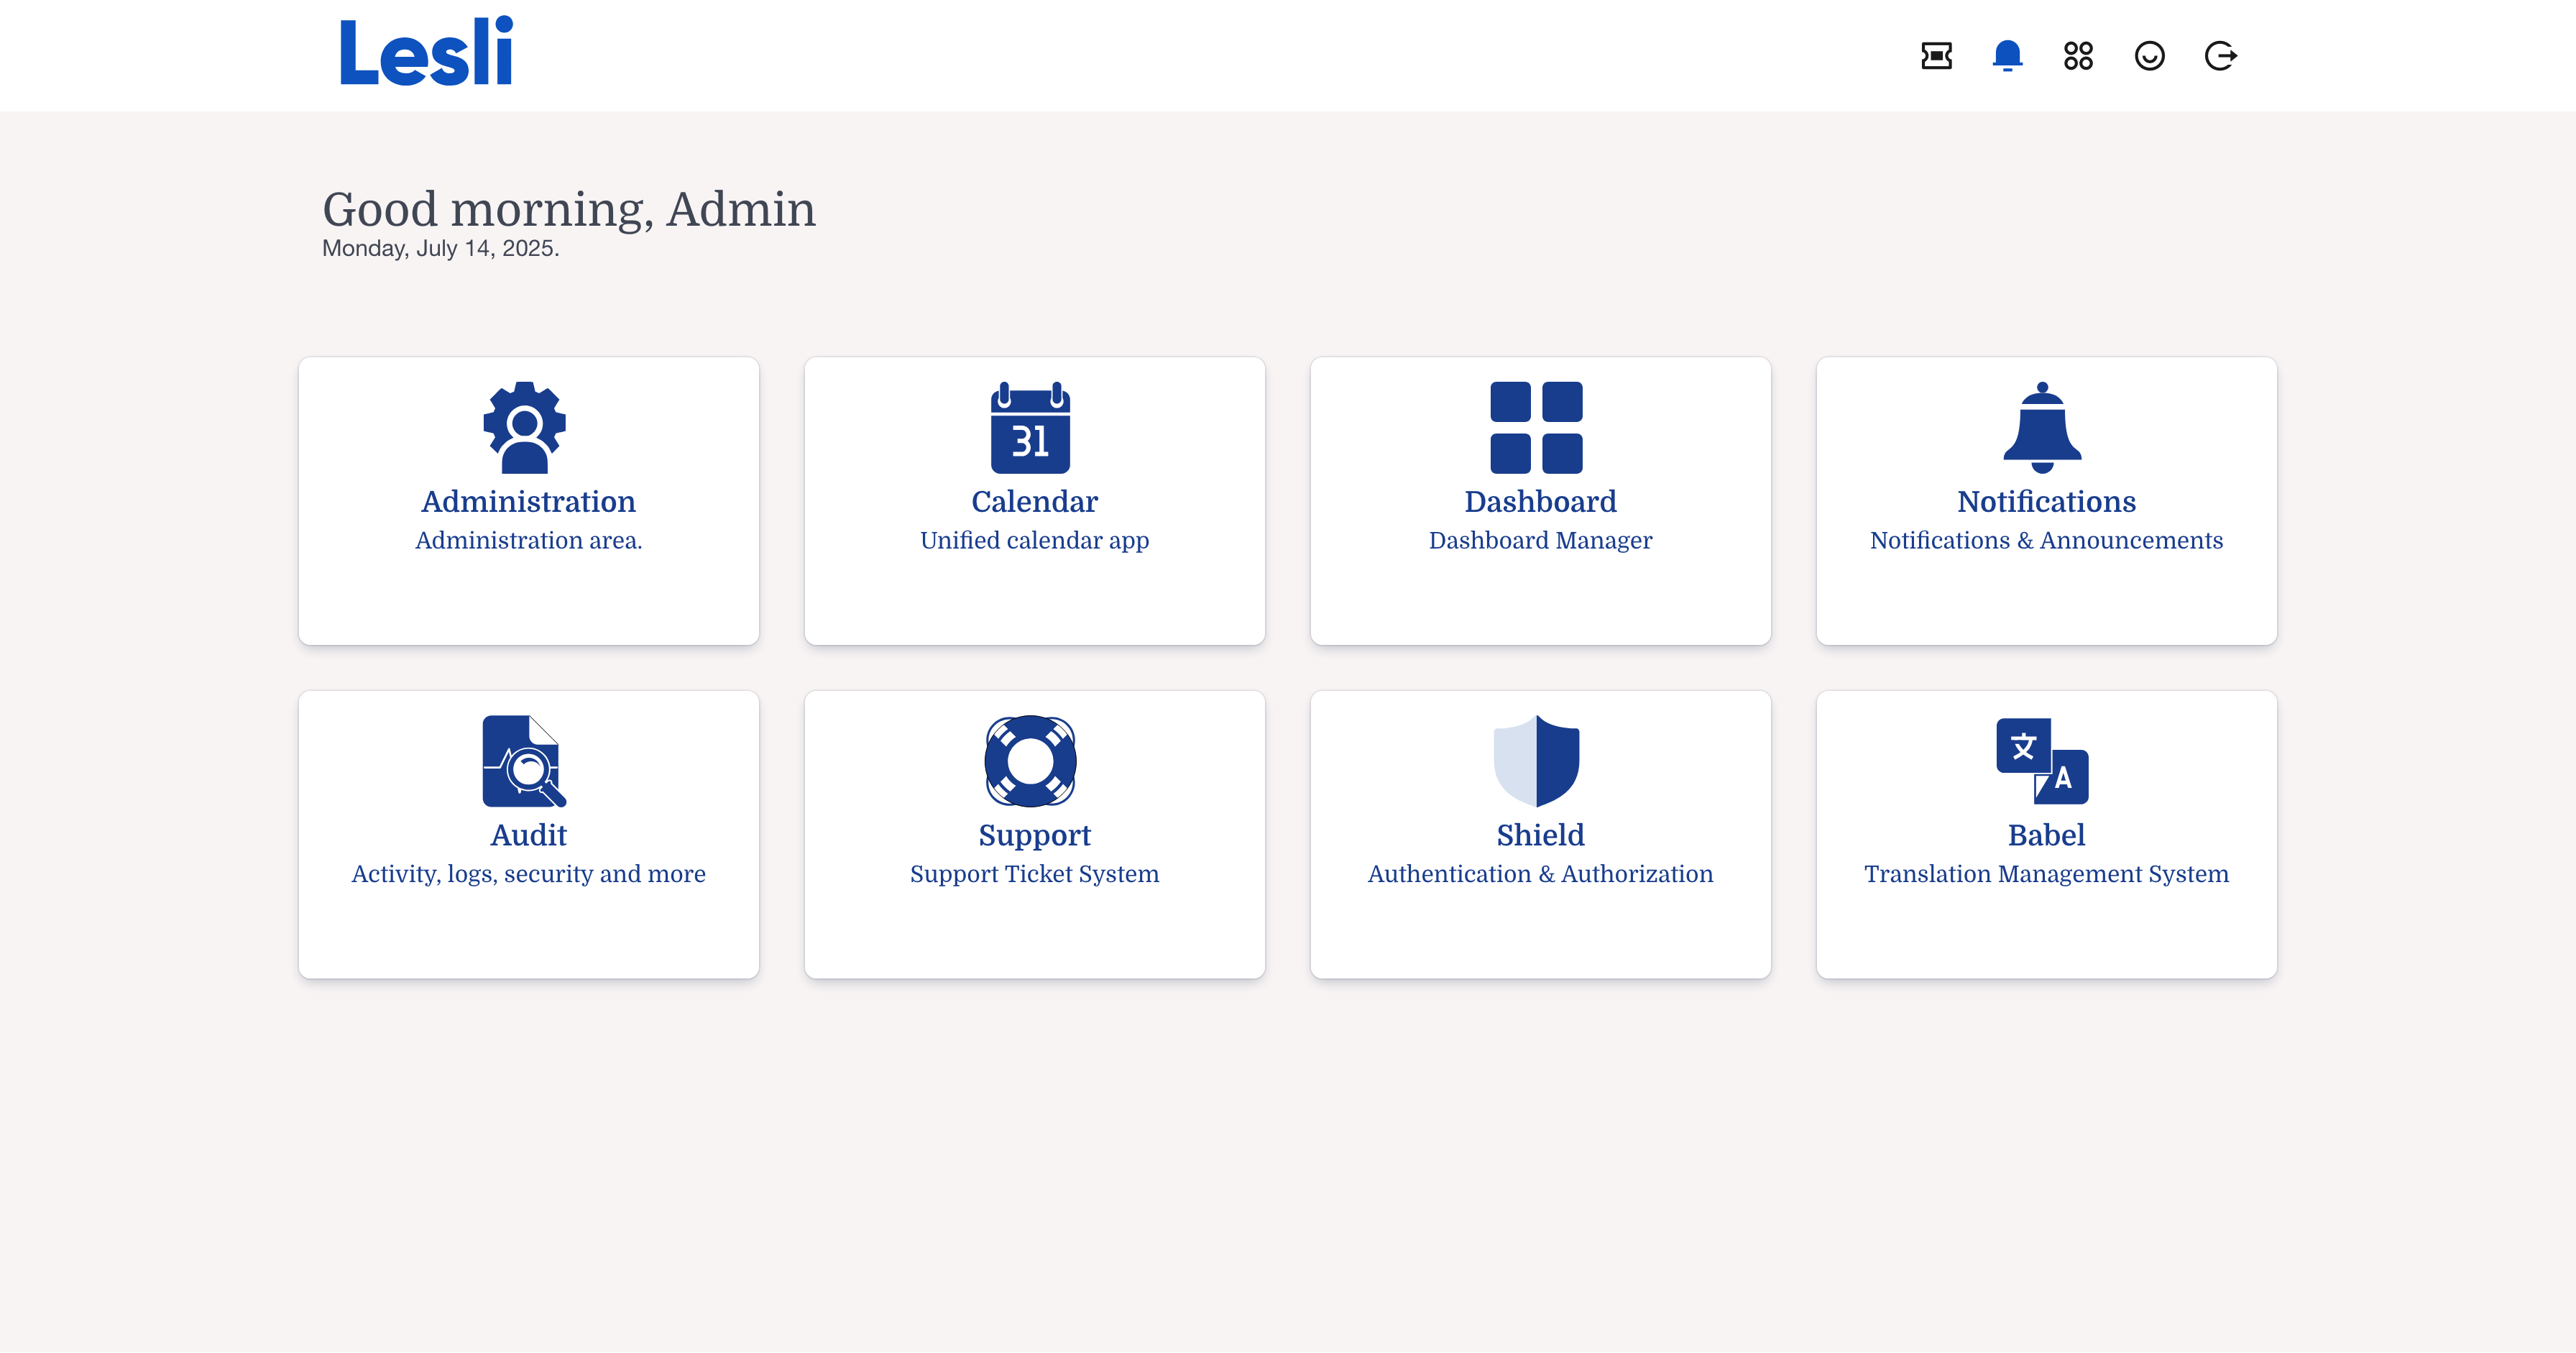 Lesli
Good morning, Admin
Monday, July 14, 2025.
Administration
Administration area.
31
Calendar
Unified calendar app
Dashboard
Dashboard Manager
Notifications
Notifications & Announcements
Audit
Activity, logs, security and more
Support
Support Ticket System
Shield
Authentication & Authorization
文
A
Babel
Translation Management System